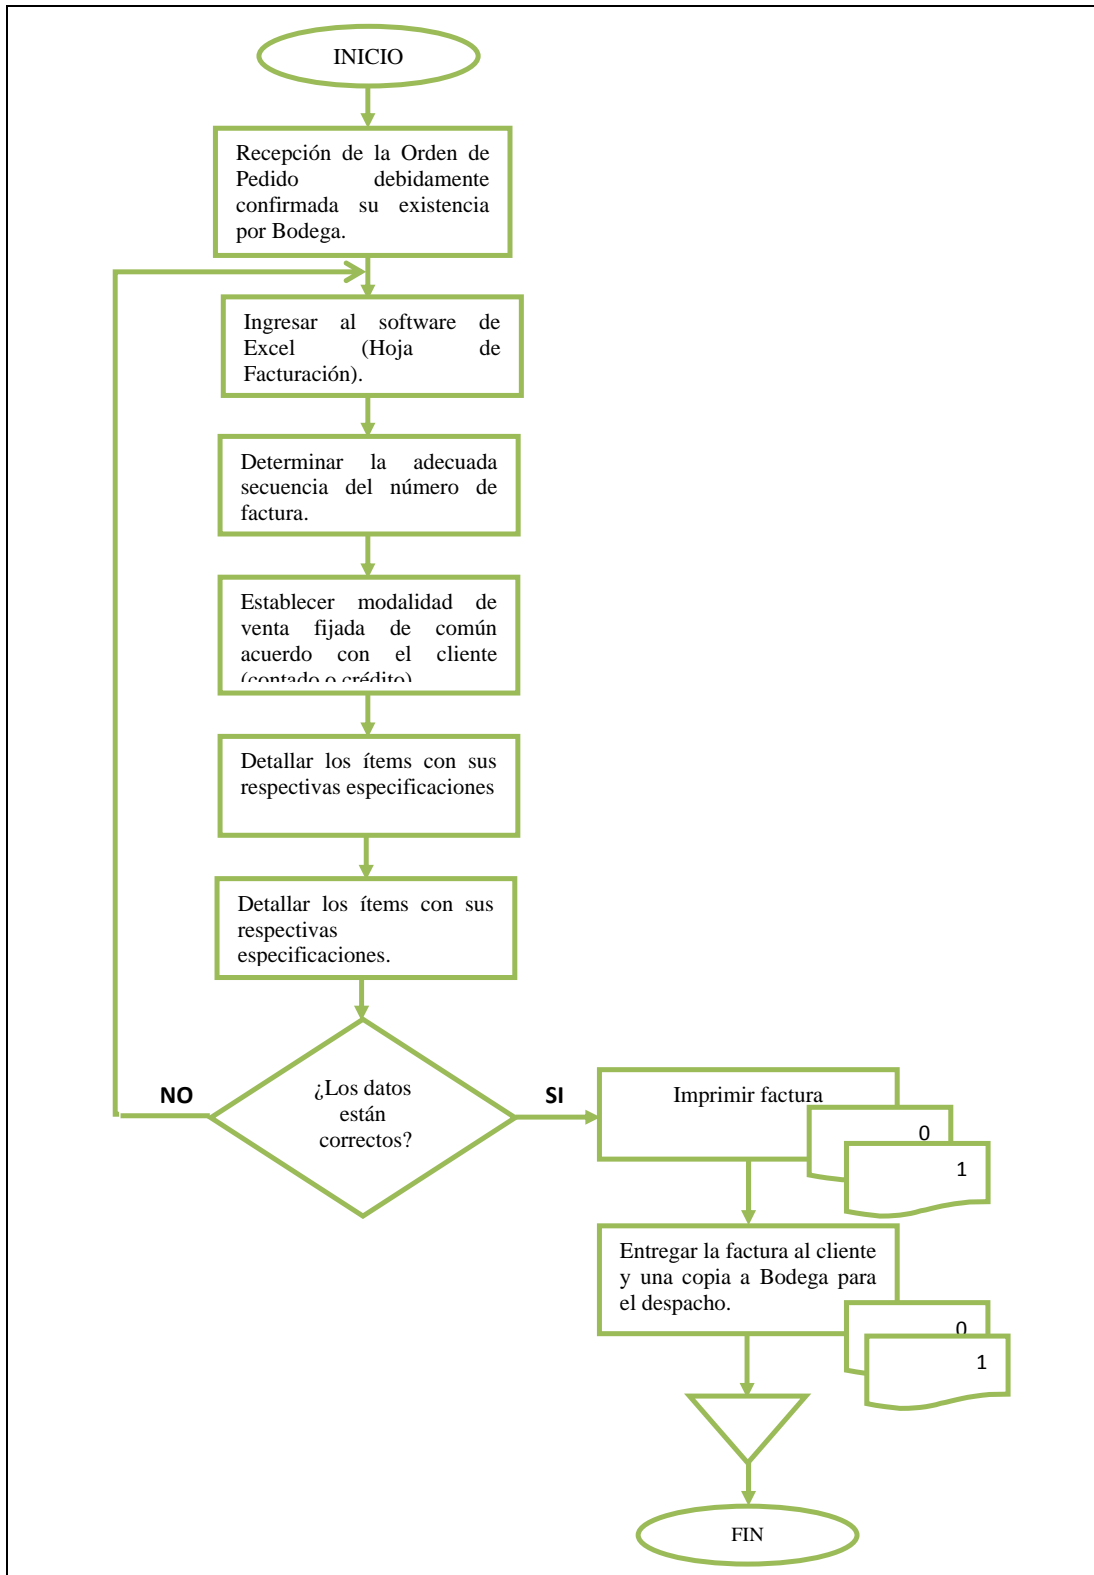 INICIO
Recepción de la Orden de
Pedido debidamente
confirmada su existencia
por Bodega.
Ingresar al software de
Excel (Hoja de
Facturación).
Determinar la adecuada
secuencia del número de
factura.
Establecer modalidad de
venta fijada de común
acuerdo con el cliente
(contado o crédito)
Detallar los ítems con sus
respectivas especificaciones
Detallar los ítems con sus
respectivas
especificaciones.
¿Los datos
están
correctos?
NO
SI
Imprimir factura
0
1
Entregar la factura al cliente
y una copia a Bodega para
el despacho.
0
1
FIN